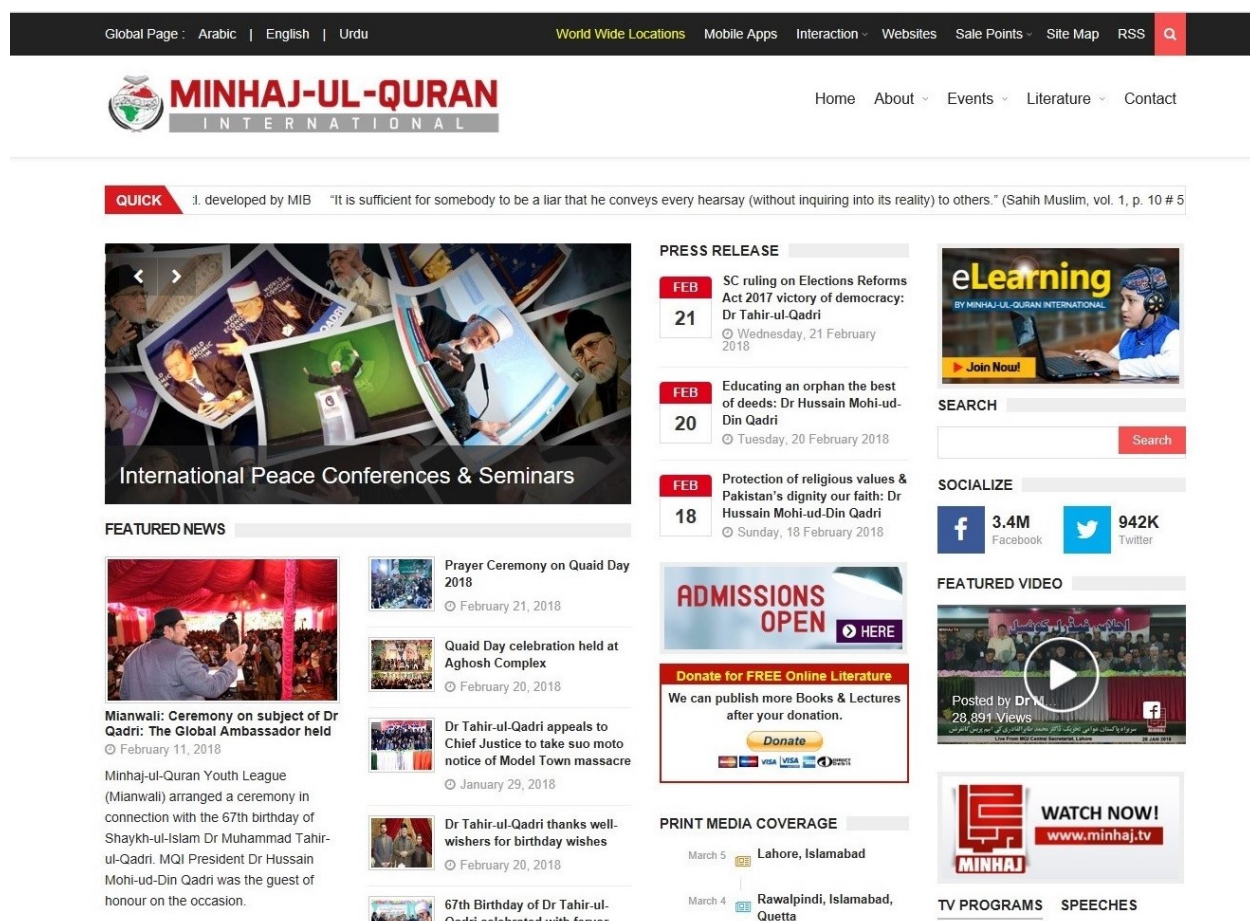 Global Page : Arabic | English | Urdu
World Wide Locations Mobile Apps Interaction Websites Sale Points Site Map RSS
MINHAJ-UL-QURAN
INTERNATIONAL
Home About Events Literature Contact
QUICK
developed by MIB “It is sufficient for somebody to be a liar that he conveys every hearsay (without inquiring into its reality) to others.” (Sahih Muslim, vol. 1, p. 10 # 5
International Peace Conferences & Seminars
FEATURED NEWS
Mianwali: Ceremony on subject of Dr
Qadri: The Global Ambassador held
February 11, 2018
Minhaj-ul-Quran Youth League
(Mianwali) arranged a ceremony in
connection with the 67th birthday of
Shaykh-ul-Islam Dr Muhammad Tahir-
ul-Qadri. MQI President Dr Hussain
Mohi-ud-Din Qadri was the guest of
honour on the occasion.
Prayer Ceremony on Quaid Day
2018
February 21, 2018
Quaid Day celebration held at
Aghosh Complex
February 20, 2018
Dr Tahir-ul-Qadri appeals to
Chief Justice to take suo moto
notice of Model Town massacre
January 29, 2018
Dr Tahir-ul-Qadri thanks well-
wishers for birthday wishes
February 20, 2018
67th Birthday of Dr Tahir-ul-
Qadri celebrated with fervor
PRESS RELEASE
FEB
21
SC ruling on Elections Reforms
Act 2017 victory of democracy:
Dr Tahir-ul-Qadri
Wednesday, 21 February
2018
FEB
20
Educating an orphan the best
of deeds: Dr Hussain Mohi-ud-
Din Qadri
Tuesday, 20 February 2018
FEB
18
Protection of religious values &
Pakistan's dignity our faith: Dr
Hussain Mohi-ud-Din Qadri
Sunday, 18 February 2018
ADMISSIONS
OPEN
HERE
Donate for FREE Online Literature
We can publish more Books & Lectures
after your donation.
Donate
VISA VISA
PRINT MEDIA COVERAGE
March 5 Lahore, Islamabad
March 4 Rawalpindi, Islamabad,
Quetta
eLearning
BY MINHAJ-UL-QURAN INTERNATIONAL
Join Now!
SEARCH
Search
SOCIALIZE
3.4M
Facebook
942K
Twitter
FEATURED VIDEO
Posted by Dr M...
28,891 Views
Live From MQI Central Secretariat, Lahore
28 JAN 2018
WATCH NOW!
www.minhaj.tv
MINHAJ
TV PROGRAMS SPEECHES